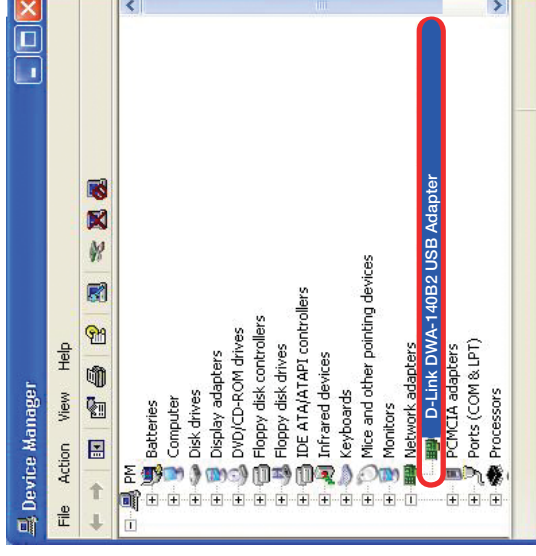 Device Manager
File Action View Help
PM
Batteries
Computer
Disk drives
Display adapters
DVD/CD-ROM drives
Floppy disk controllers
Floppy disk drives
IDE ATA/ATAPI controllers
Infrared devices
Keyboards
Mice and other pointing devices
Monitors
Network adapters
D-Link DWA-140B2 USB Adapter
PCMCIA adapters
Ports (COM & LPT)
Processors